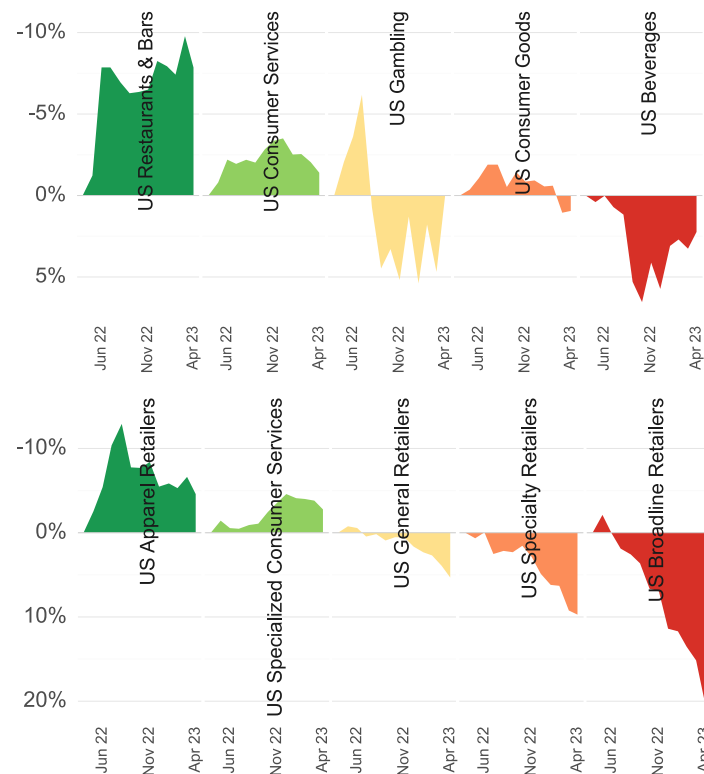 -10%
-5%
0%
5%
US Restaurants & Bars
US Consumer Services
US Gambling
US Consumer Goods
US Beverages
Jun 22
Nov 22
Apr 23
Jun 22
Nov 22
Apr 23
Jun 22
Nov 22
Apr 23
Jun 22
Nov 22
Apr 23
Jun 22
Nov 22
Apr 23
-10%
0%
10%
20%
US Apparel Retailers
US Specialized Consumer Services
US General Retailers
US Specialty Retailers
US Broadline Retailers
Jun 22
Nov 22
Apr 23
Jun 22
Nov 22
Apr 23
Jun 22
Nov 22
Apr 23
Jun 22
Nov 22
Apr 23
Jun 22
Nov 22
Apr 23